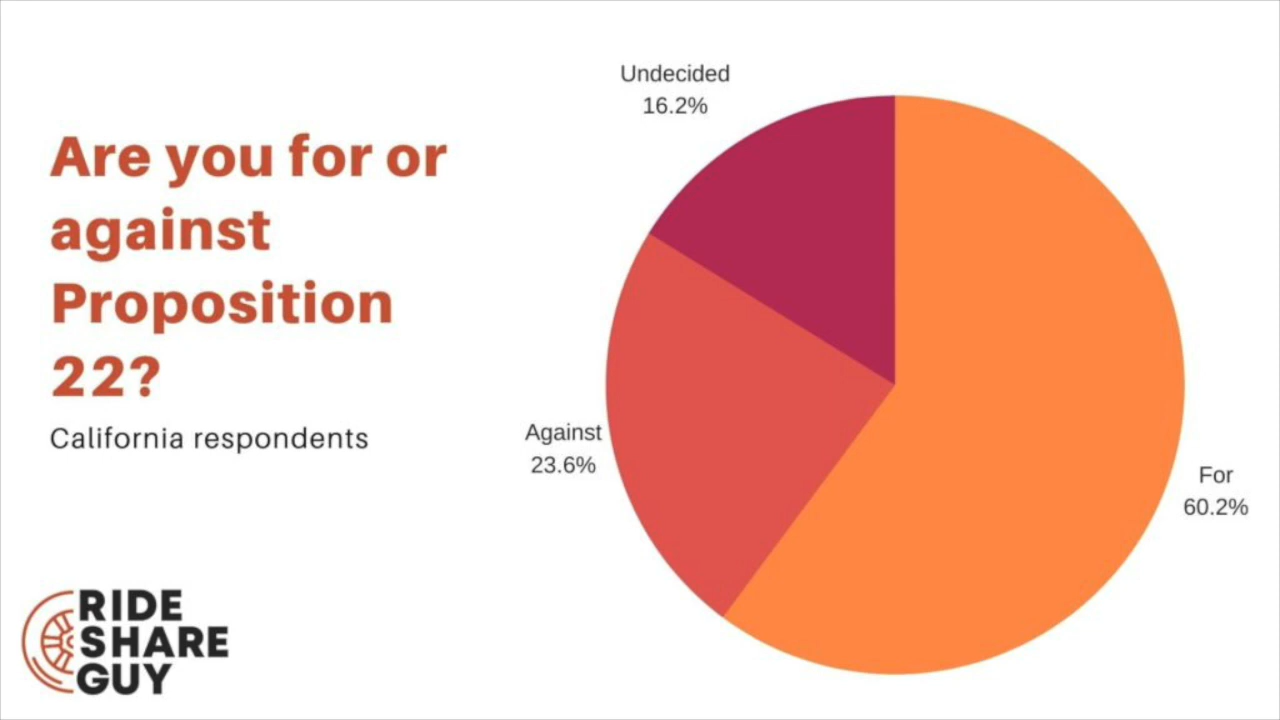 Are you for or
against
Proposition
22?
California respondents
Undecided
16.2%
Against
23.6%
For
60.2%
RIDE
SHARE
GUY